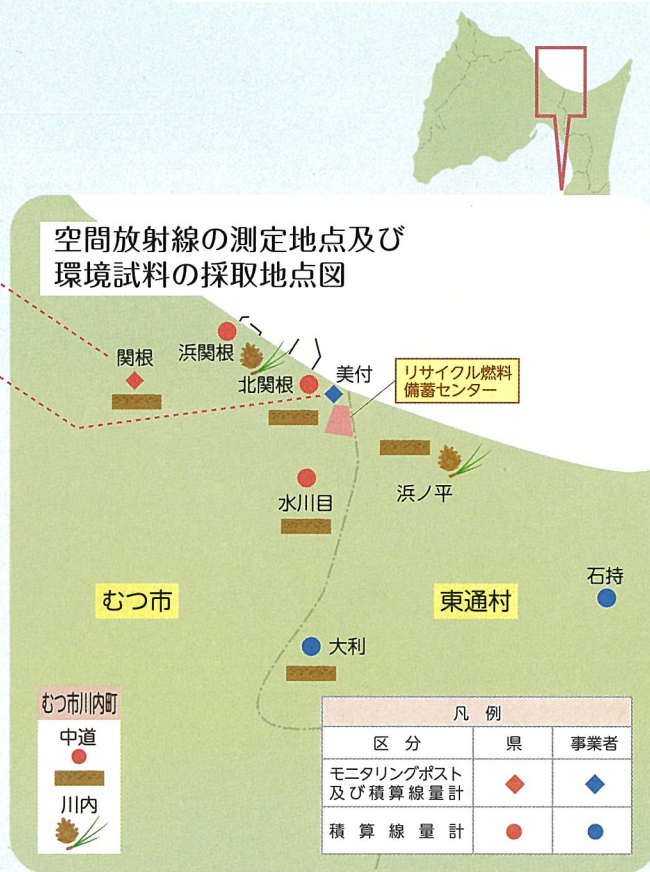 空間放射線の測定地点及び
環境試料の採取地点図
関根
浜関根
北関根
美付
リサイクル燃料
備蓄センター
水川目
浜ノ平
むつ市
東通村
石持
大利
むつ市川内町
中道
川内
凡 例
区 分 県 事業者
モニタリングポスト
及び積算線量計
積算線量計